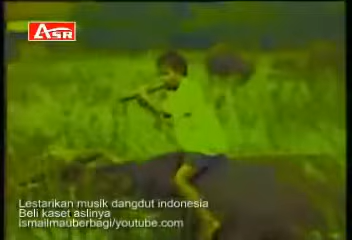 ASR
Lestarikan musik dangdut indonesia
Beli kaset aslinya
ismailmauberbagi/youtube.com